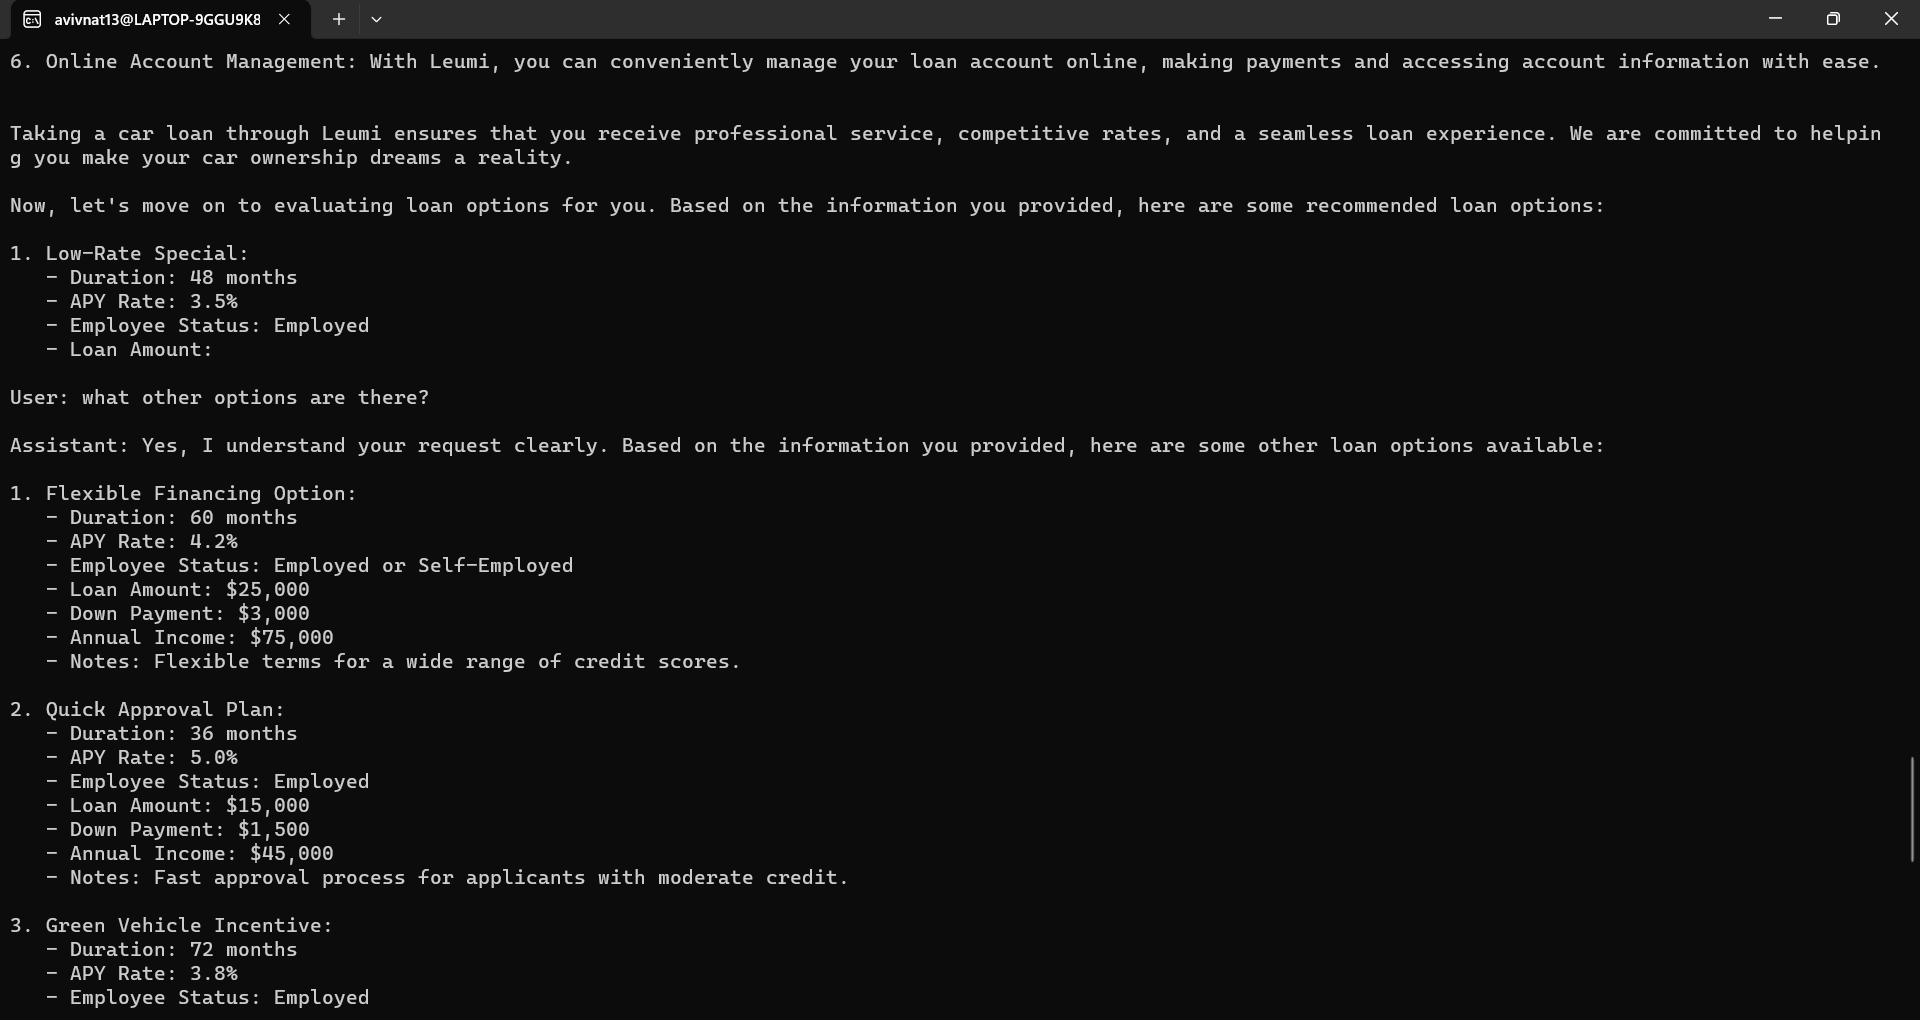 avivnat13@LAPTOP-9GGU9K8
6. Online Account Management: With Leumi, you can conveniently manage your loan account online, making payments and accessing account information with ease.
Taking a car loan through Leumi ensures that you receive professional service, competitive rates, and a seamless loan experience. We are committed to helpin
g you make your car ownership dreams a reality.
Now, let's move on to evaluating loan options for you. Based on the information you provided, here are some recommended loan options:
1. Low-Rate Special:
- Duration: 48 months
- APY Rate: 3.5%
- Employee Status: Employed
- Loan Amount:
User: what other options are there?
Assistant: Yes, I understand your request clearly. Based on the information you provided, here are some other loan options available:
1. Flexible Financing Option:
- Duration: 60 months
- APY Rate: 4.2%
- Employee Status: Employed or Self-Employed
- Loan Amount: $25,000
- Down Payment: $3,000
- Annual Income: $75,000
- Notes: Flexible terms for a wide range of credit scores.
2. Quick Approval Plan:
- Duration: 36 months
- APY Rate: 5.0%
- Employee Status: Employed
- Loan Amount: $15,000
- Down Payment: $1,500
- Annual Income: $45,000
- Notes: Fast approval process for applicants with moderate credit.
3. Green Vehicle Incentive:
- Duration: 72 months
- APY Rate: 3.8%
- Employee Status: Employed